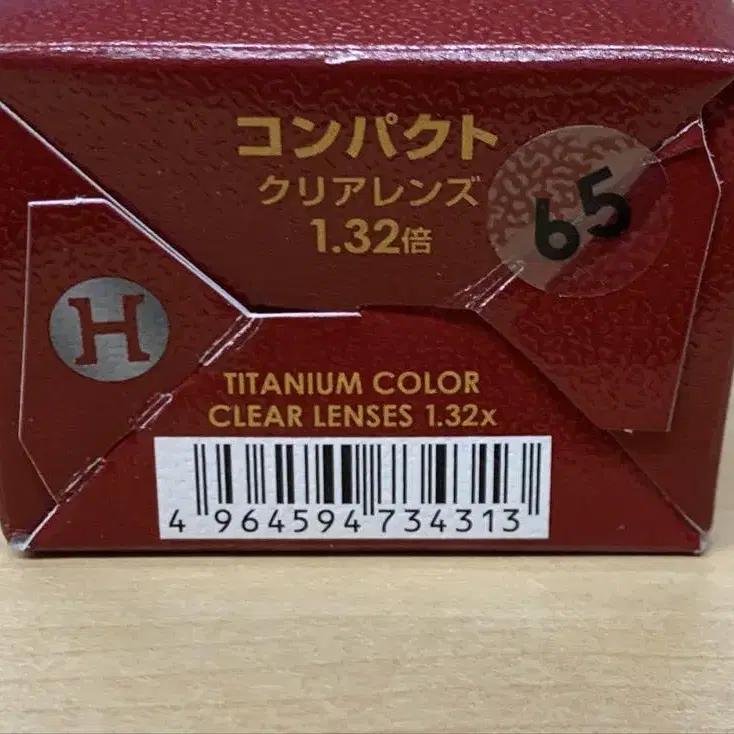 コンパクト
クリアレンズ
1.32倍
65
H
TITANIUM COLOR
CLEAR LENSES 1.32x
4 964594 734313